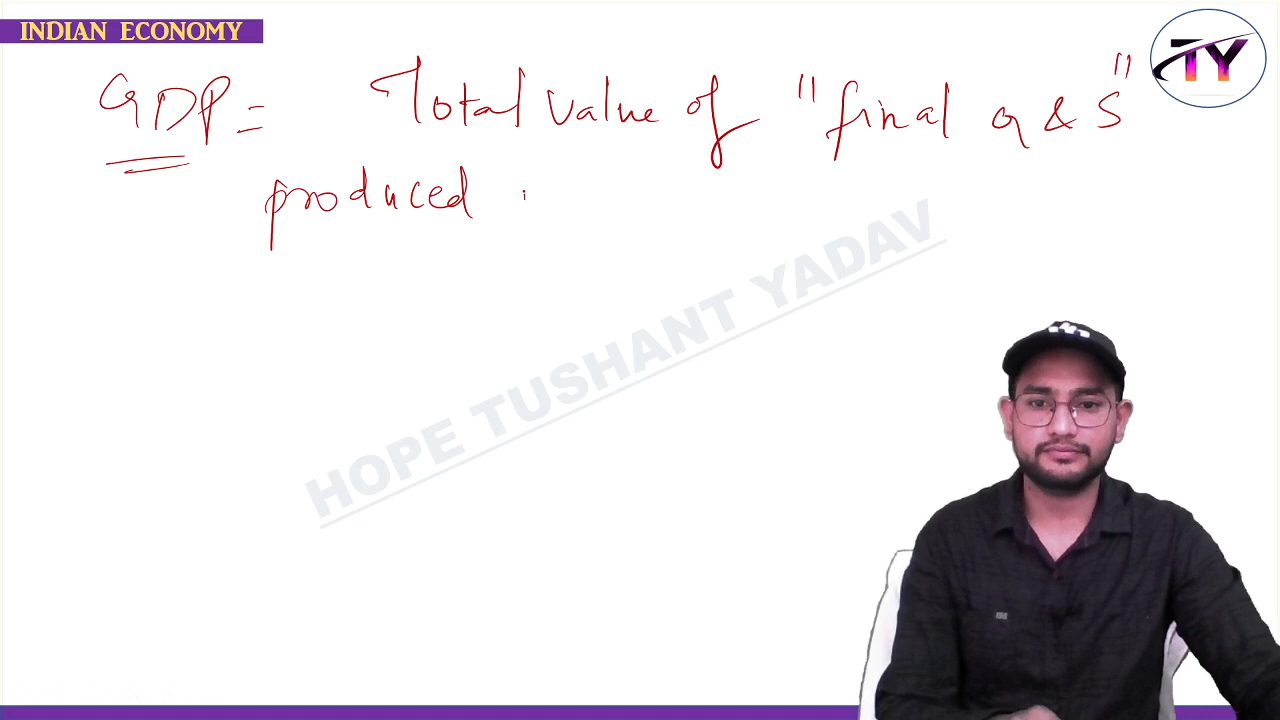 INDIAN ECONOMY
TY
GDP = Total value of "final G & S"
produced
HOPE TUSHANT YADAV